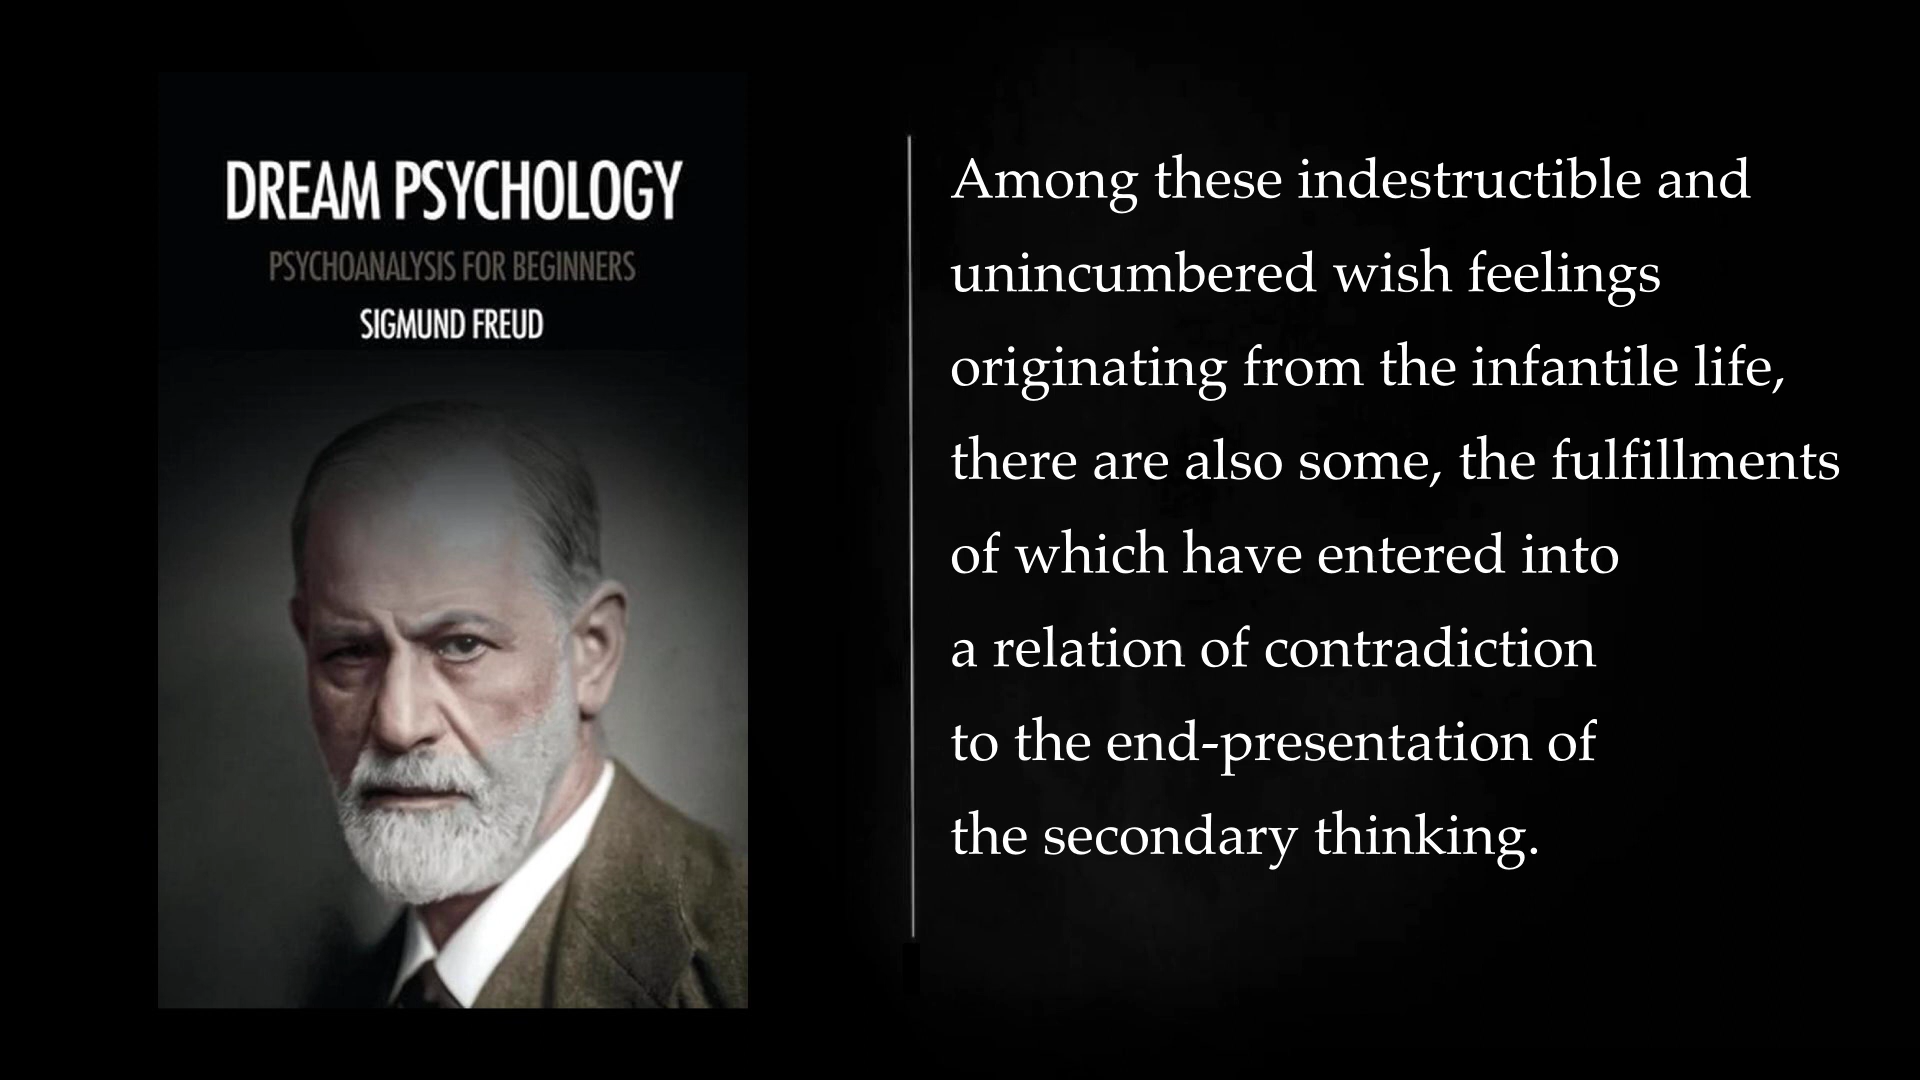 DREAM PSYCHOLOGY
PSYCHOANALYSIS FOR BEGINNERS
SIGMUND FREUD
Among these indestructible and
unincumbered wish feelings
originating from the infantile life,
there are also some, the fulfillments
of which have entered into
a relation of contradiction
to the end-presentation of
the secondary thinking.